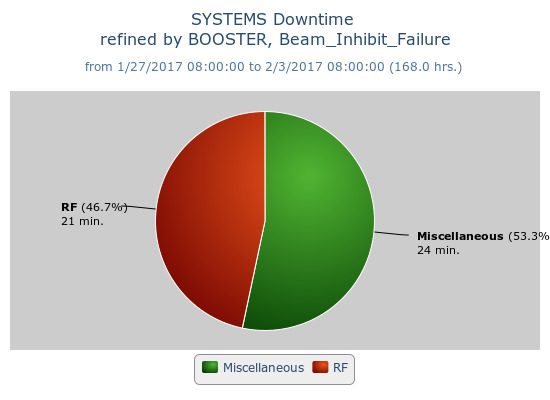 SYSTEMS Downtime
refined by BOOSTER, Beam_Inhibit_Failure
from 1/27/2017 08:00:00 to 2/3/2017 08:00:00 (168.0 hrs.)
RF (46.7%)
21 min.
Miscellaneous (53.3%
24 min.
Miscellaneous RF